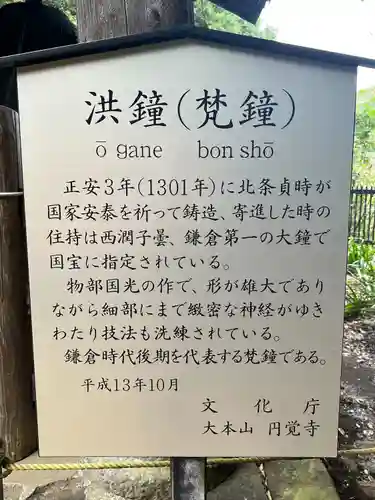 洪鐘(梵鐘)
ō gane bon shō
正安3年(1301年)に北条貞時が
国家安泰を祈って鋳造、寄進した時の
住持は西澗子曇、鎌倉第一の大鐘で
国宝に指定されている。
物部国光の作で、形が雄大であり
ながら細部にまで緻密な神経がゆき
わたり技法も洗練されている。
鎌倉時代後期を代表する梵鐘である。
平成13年10月
文化庁
大本山 円覚寺